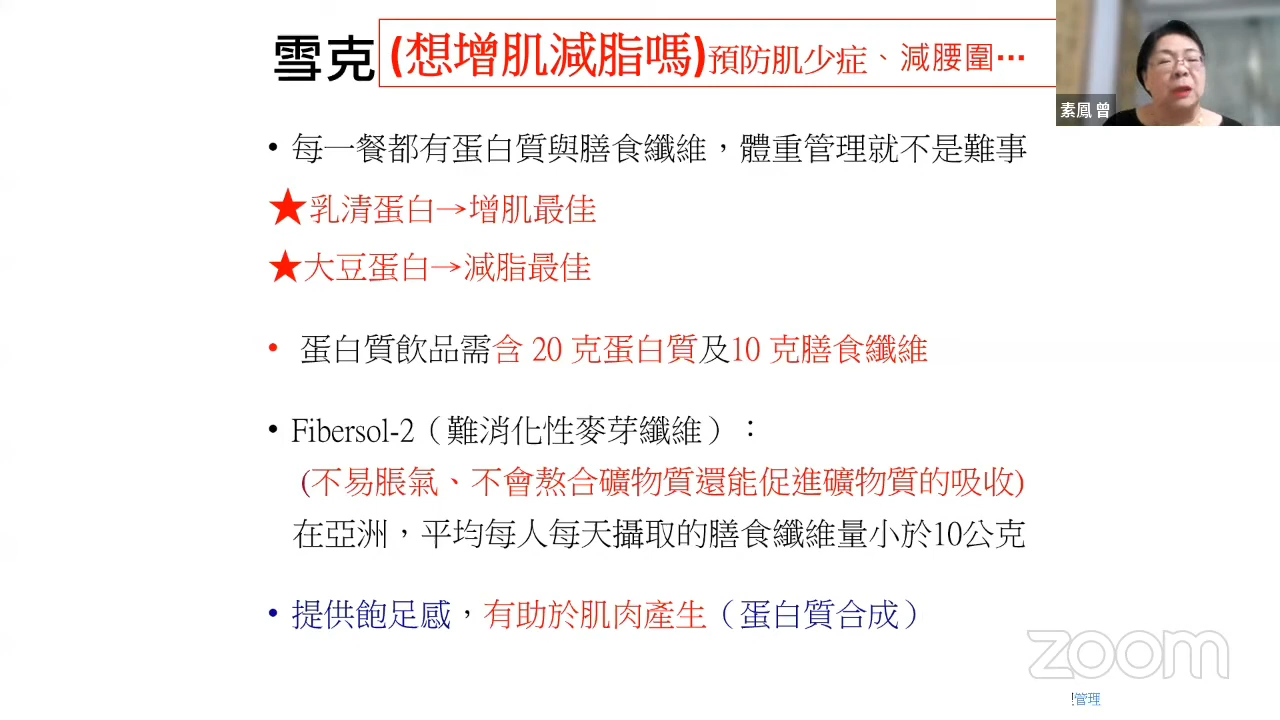 雪克 (想增肌減脂嗎)預防肌少症、減腰圍…
素鳳 曾
• 每一餐都有蛋白質與膳食纖維，體重管理就不是難事
★乳清蛋白→增肌最佳
★大豆蛋白→減脂最佳
• 蛋白質飲品需含 20 克蛋白質及10 克膳食纖維
• Fibersol-2（難消化性麥芽纖維）：
(不易脹氣、不會熬合礦物質還能促進礦物質的吸收)
在亞洲，平均每人每天攝取的膳食纖維量小於10公克
• 提供飽足感，有助於肌肉產生（蛋白質合成）
zoom
管理